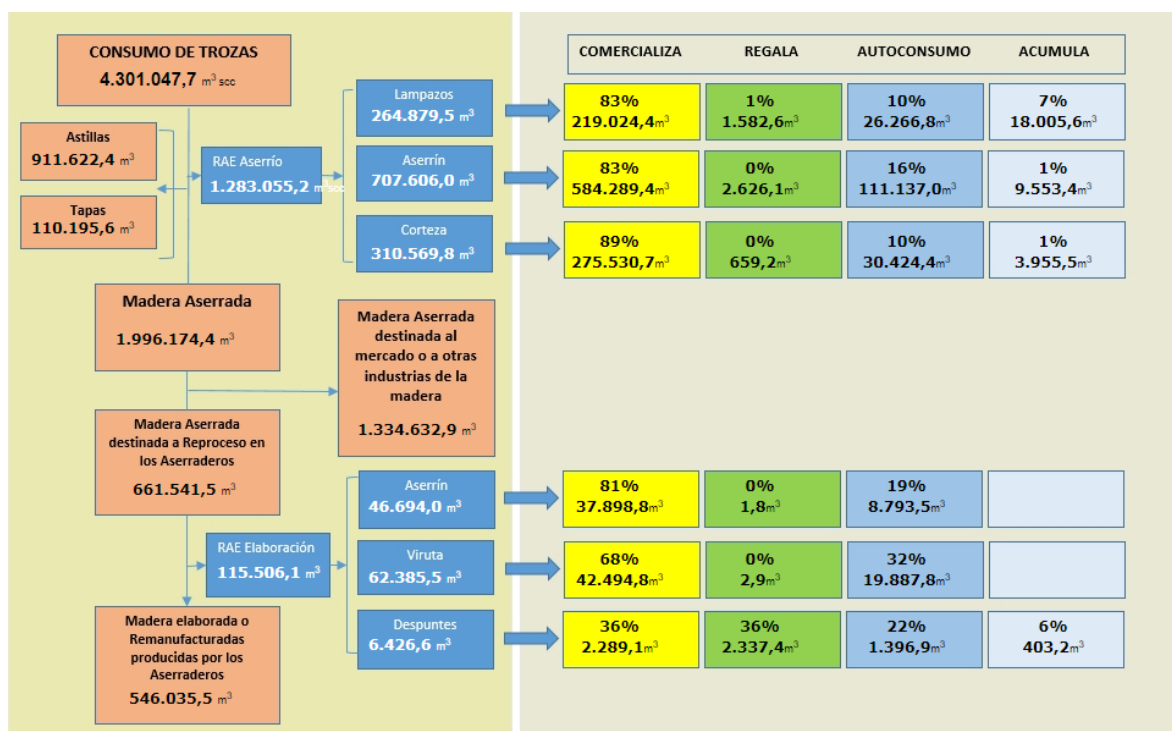 CONSUMO DE TROZAS
4.301.047,7 m³ scc
Astillas
911.622,4 m³
Tapas
110.195,6 m³
RAE Aserrío
1.283.055,2 m³scc
Lampazos
264.879,5 m³
Aserrín
707.606,0 m³
Corteza
310.569,8 m³
COMERCIALIZA REGALA AUTOCONSUMO ACUMULA
83% 1% 10% 7%
219.024,4m³ 1.582,6m³ 26.266,8m³ 18.005,6m³
83% 0% 16% 1%
584.289,4m³ 2.626,1m³ 111.137,0m³ 9.553,4m³
89% 0% 10% 1%
275.530,7m³ 659,2m³ 30.424,4m³ 3.955,5m³
Madera Aserrada
1.996.174,4 m³
Madera Aserrada
destinada al
mercado o a otras
industrias de la
madera
1.334.632,9 m³
Madera Aserrada
destinada a Reproceso en
los Aserraderos
661.541,5 m³
RAE Elaboración
115.506,1 m³
Aserrín
46.694,0 m³
Viruta
62.385,5 m³
Despuntes
6.426,6 m³
81% 0% 19%
37.898,8m³ 1,8m³ 8.793,5m³
68% 0% 32%
42.494,8m³ 2,9m³ 19.887,8m³
36% 36% 22% 6%
2.289,1m³ 2.337,4m³ 1.396,9m³ 403,2m³
Madera elaborada o
Remanufacturadas
producidas por los
Aserraderos
546.035,5 m³